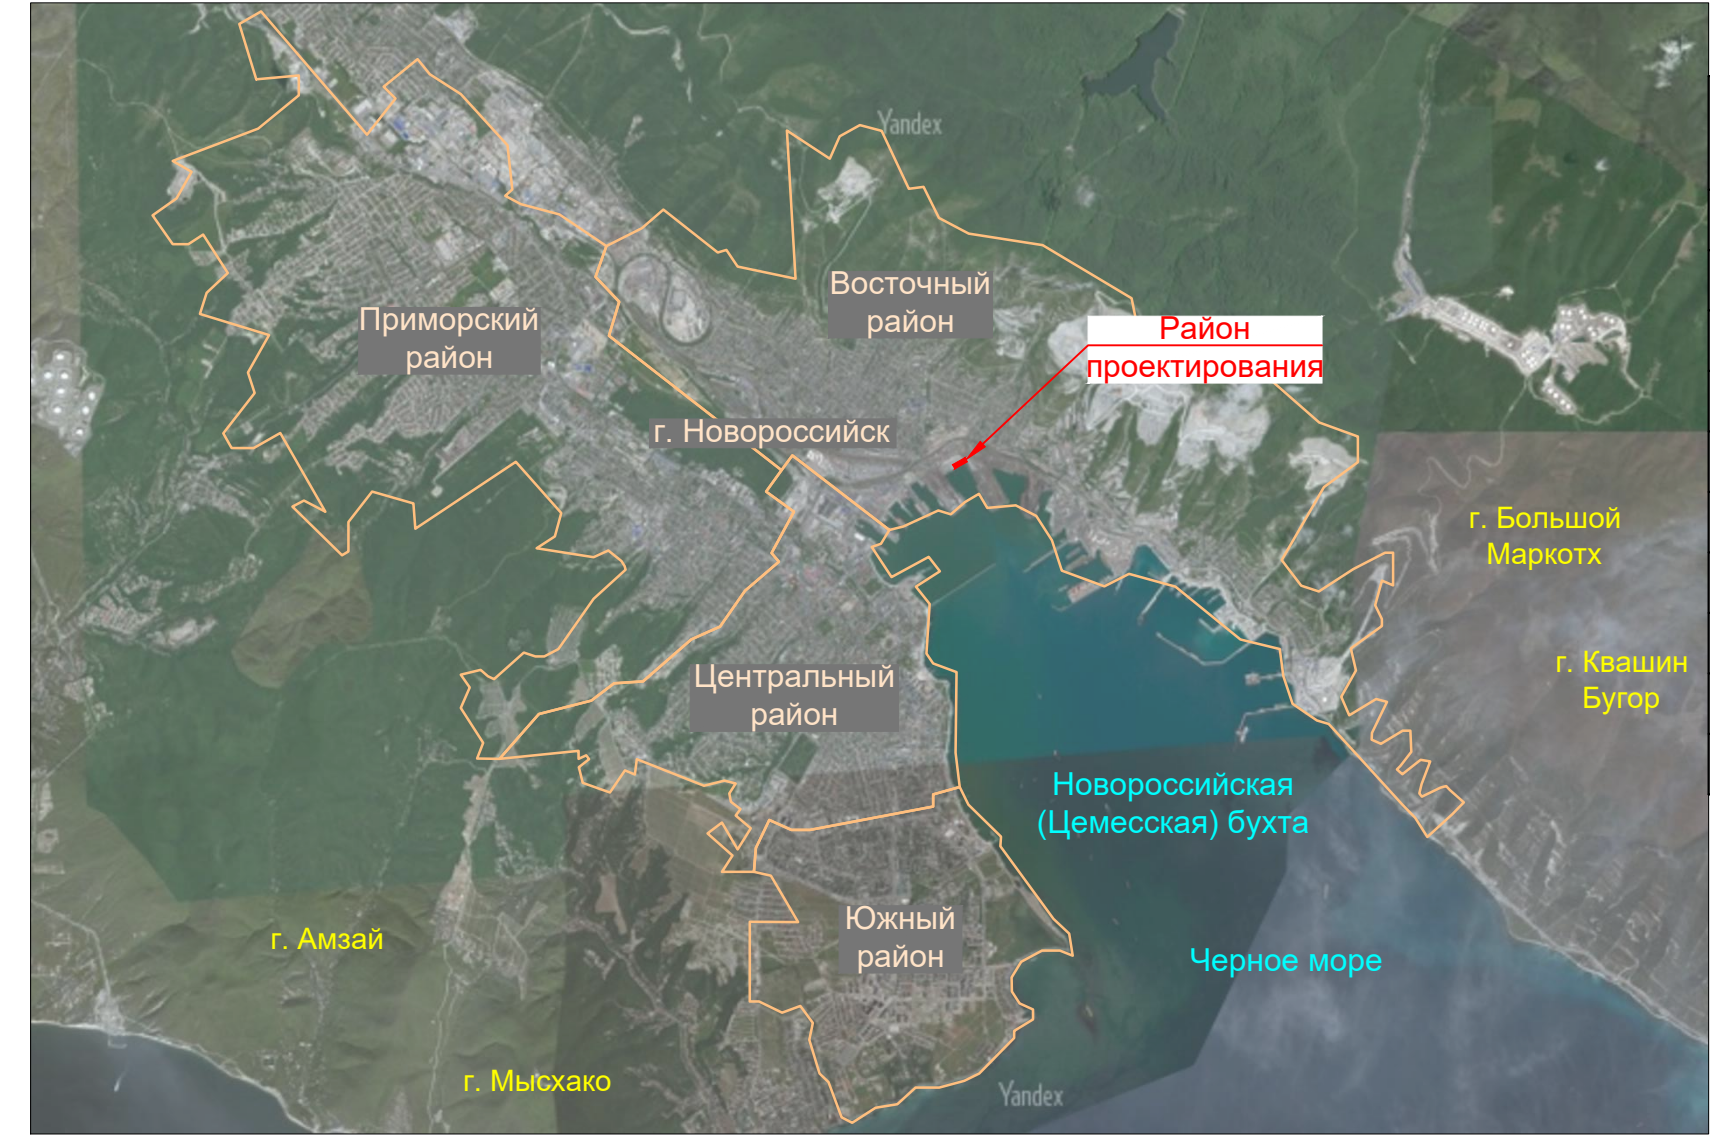 Yandex
Восточный
район
Район
проектирования
Приморский
район
г. Новороссийск
г. Большой
Маркотх
г. Квашин
Бугор
Центральный
район
Новороссийская
(Цемесская) бухта
Южный
район
г. Амзай
Черное море
г. Мысхако
Yandex